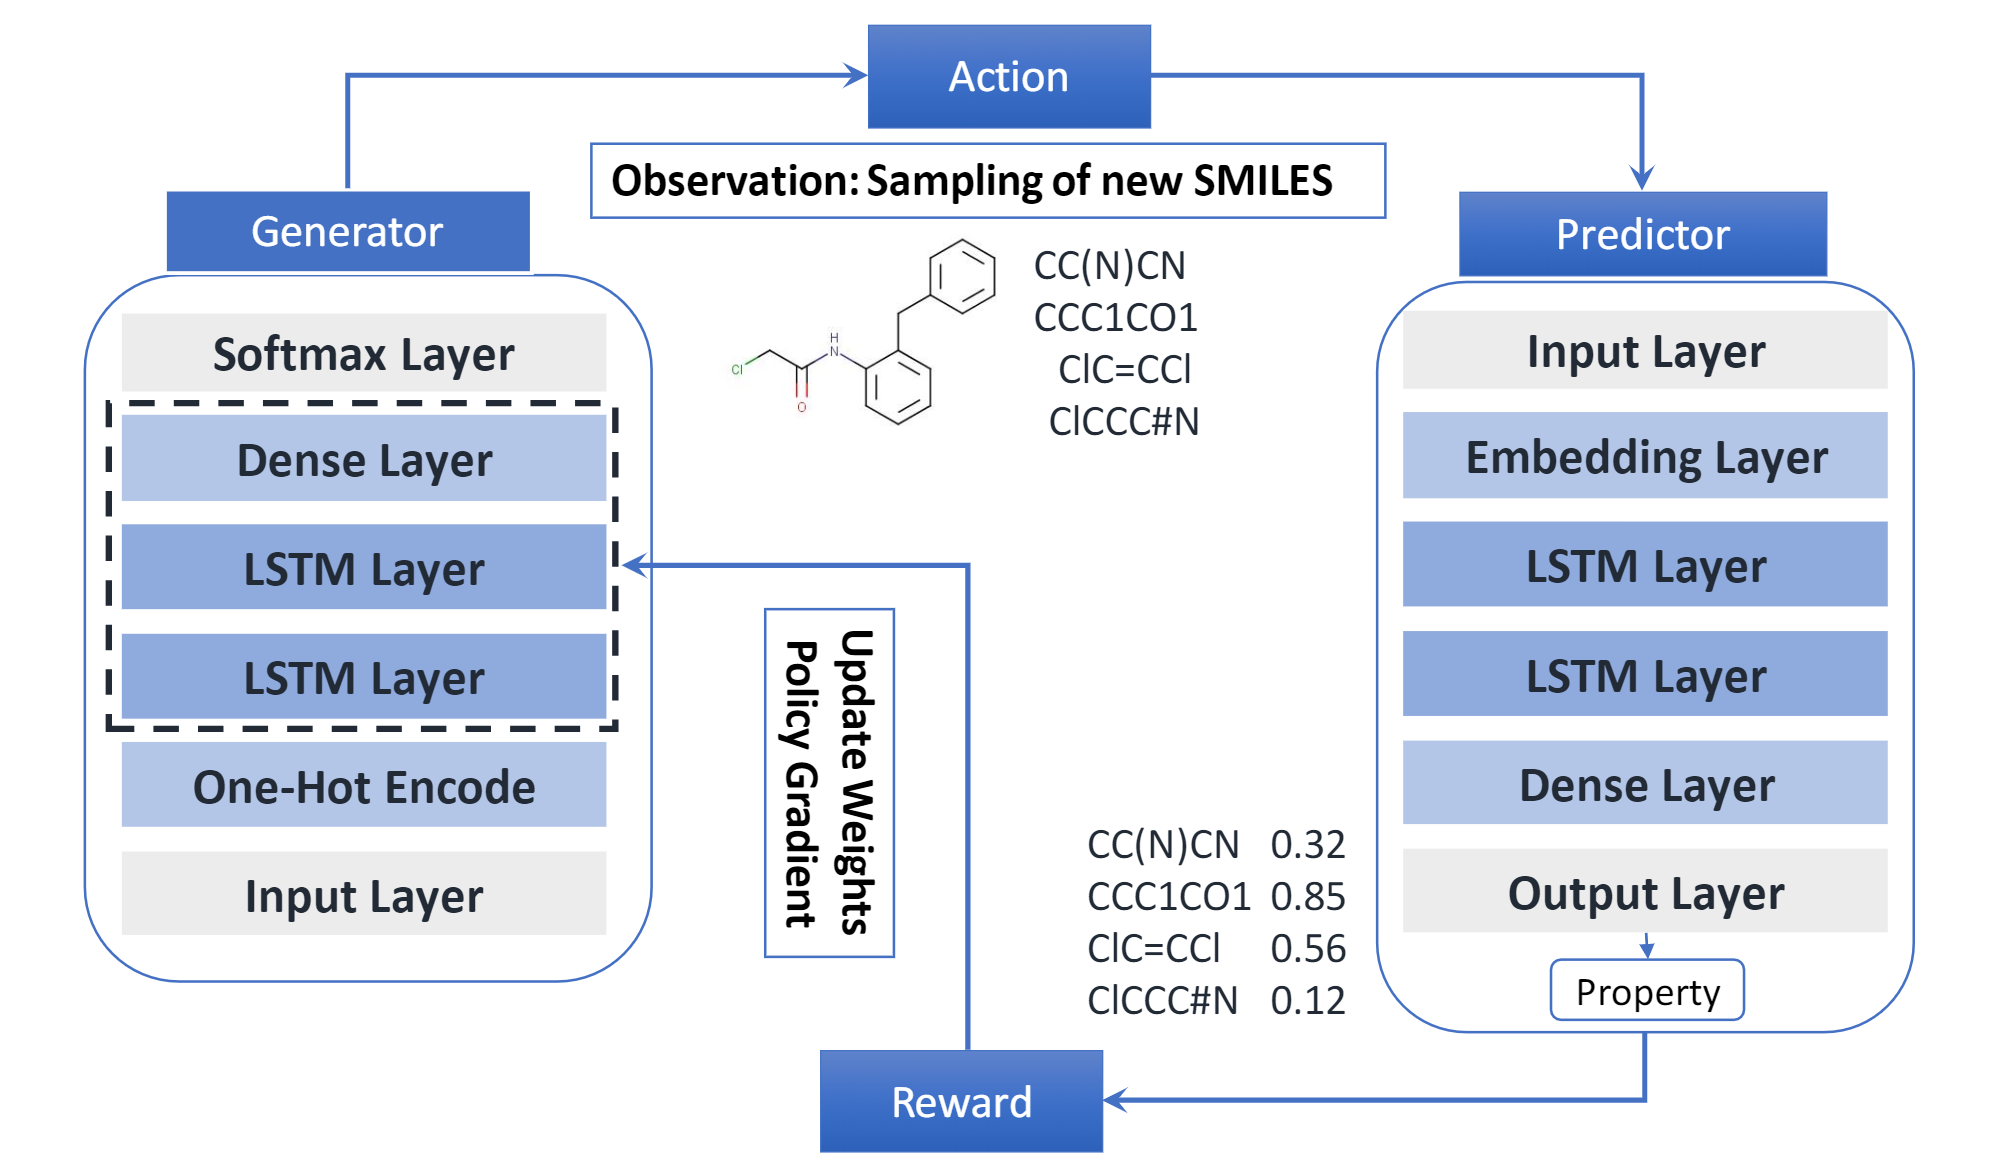 Action
Observation: Sampling of new SMILES
Generator
Softmax Layer
Dense Layer
LSTM Layer
LSTM Layer
One-Hot Encode
Input Layer
Cl
O
H
N
CC(N)CN
CCC1CO1
ClC=CCl
ClCCC#N
Predictor
Input Layer
Embedding Layer
LSTM Layer
LSTM Layer
Dense Layer
Output Layer
Property
Update Weights
Policy Gradient
CC(N)CN 0.32
CCC1CO1 0.85
ClC=CCl 0.56
ClCCC#N 0.12
Reward